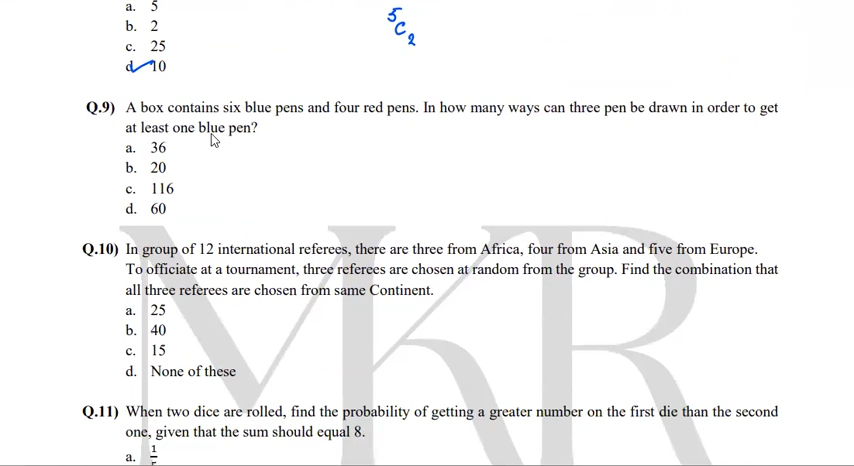 a. 5
b. 2
c. 25
d. 10
5C2
Q.9) A box contains six blue pens and four red pens. In how many ways can three pen be drawn in order to get
at least one blue pen?
a. 36
b. 20
c. 116
d. 60
Q.10) In group of 12 international referees, there are three from Africa, four from Asia and five from Europe.
To officiate at a tournament, three referees are chosen at random from the group. Find the combination that
all three referees are chosen from same Continent.
a. 25
b. 40
c. 15
d. None of these
Q.11) When two dice are rolled, find the probability of getting a greater number on the first die than the second
one, given that the sum should equal 8.
a. 1
MKR